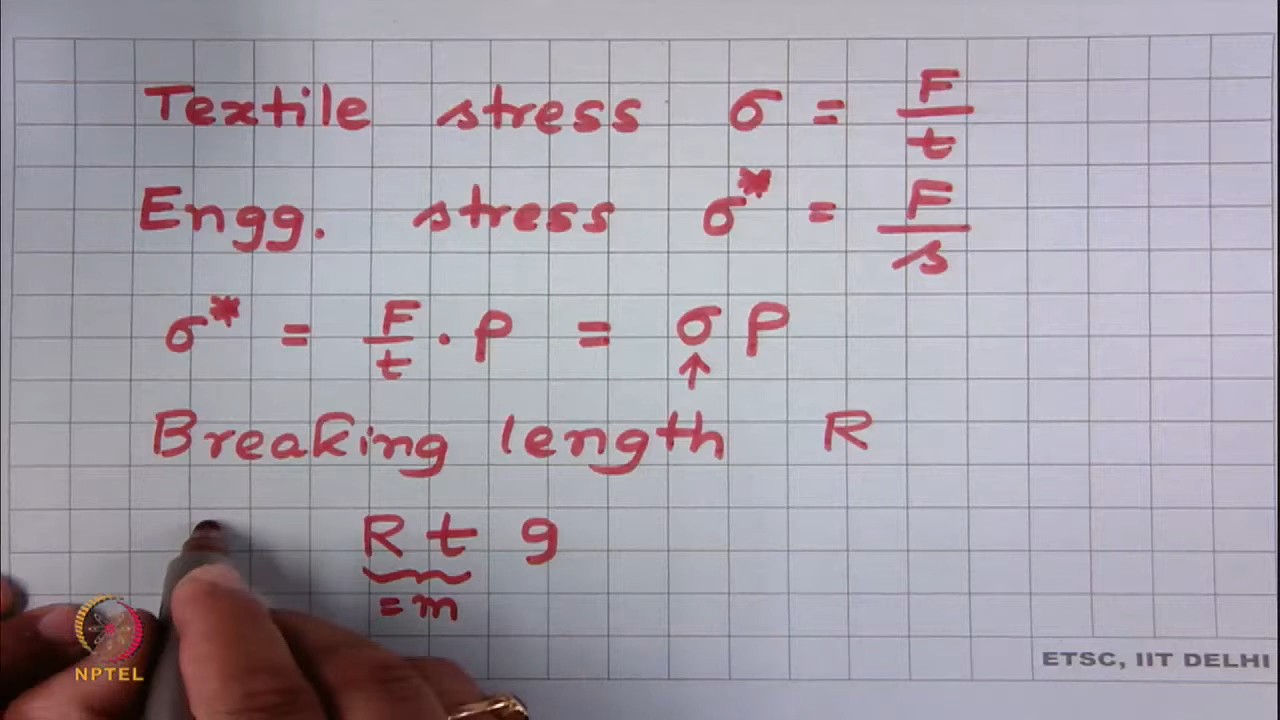 Textile stress σ = F/t
Engg. stress σ* = F/s
σ* = F/t · ρ = σ ρ
↑
Breaking length R
R t g
= m
NPTEL
ETSC, IIT DELHI